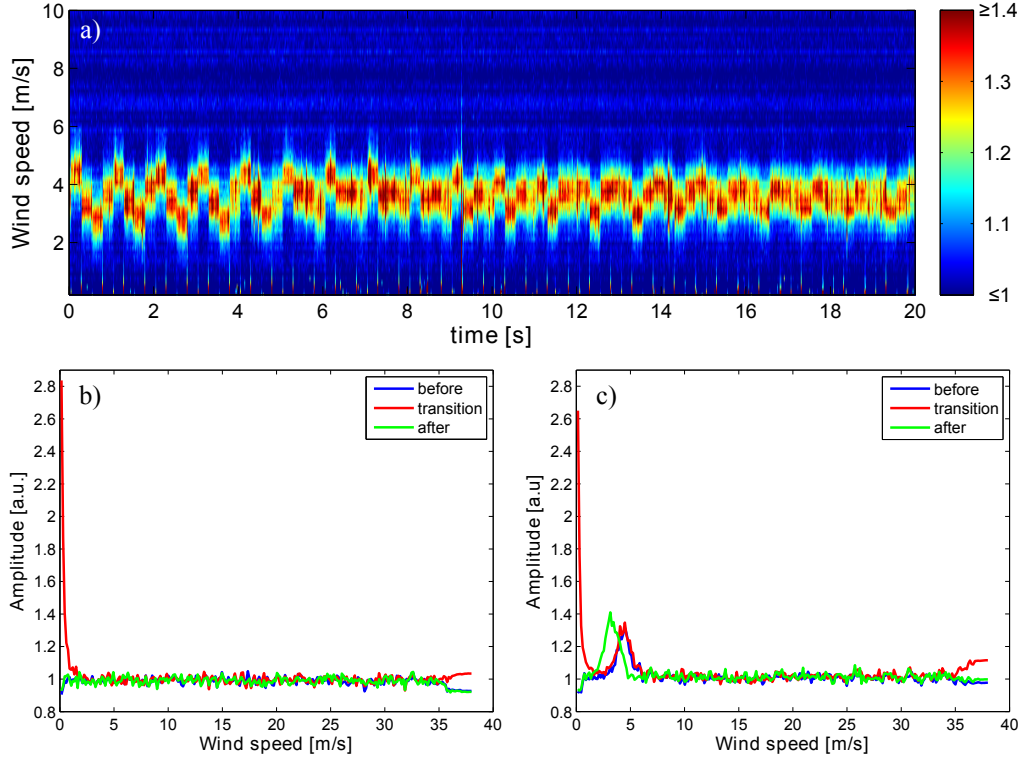 a)
Wind speed [m/s]
10
8
6
4
2
0 2 4 6 8 10 12 14 16 18 20
time [s]
≥1.4
1.3
1.2
1.1
≤1
b)
before
transition
after
Amplitude [a.u.]
2.8
2.6
2.4
2.2
2
1.8
1.6
1.4
1.2
1
0.8
0 5 10 15 20 25 30 35 40
Wind speed [m/s]
c)
before
transition
after
Amplitude [a.u]
2.8
2.6
2.4
2.2
2
1.8
1.6
1.4
1.2
1
0.8
0 5 10 15 20 25 30 35 40
Wind speed [m/s]